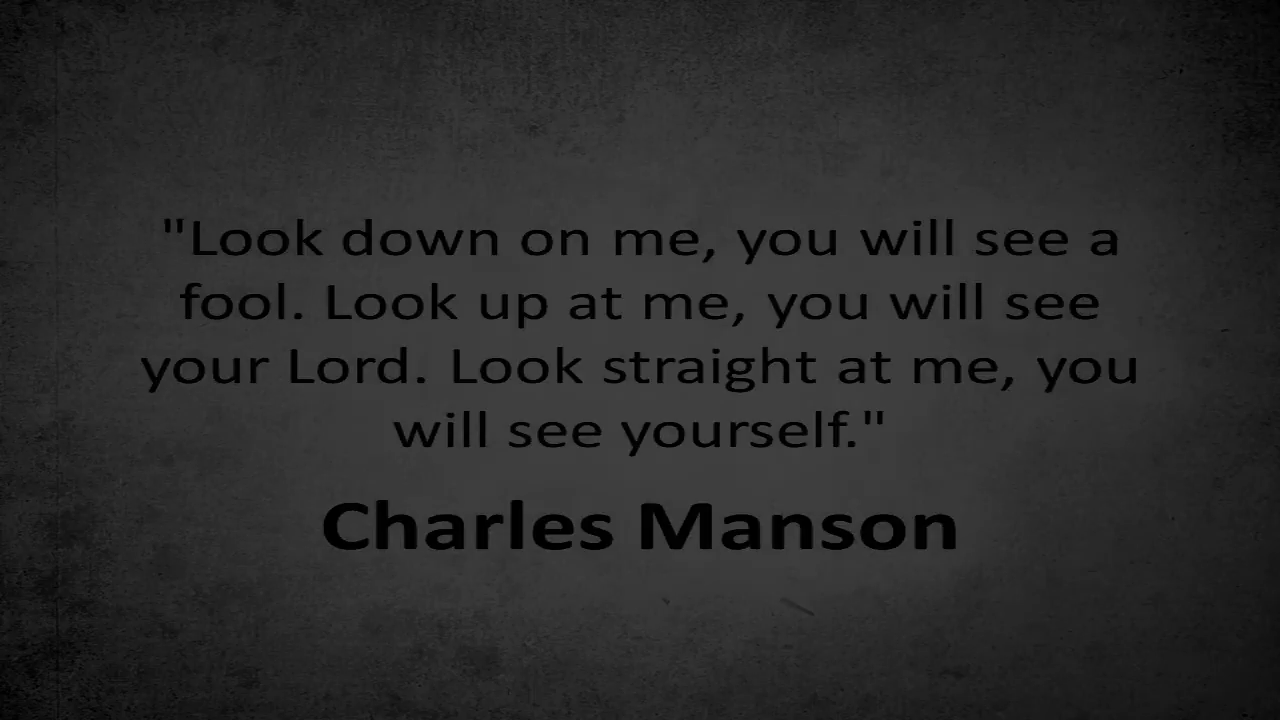 "Look down on me, you will see a
fool. Look up at me, you will see
your Lord. Look straight at me, you
will see yourself."
Charles Manson